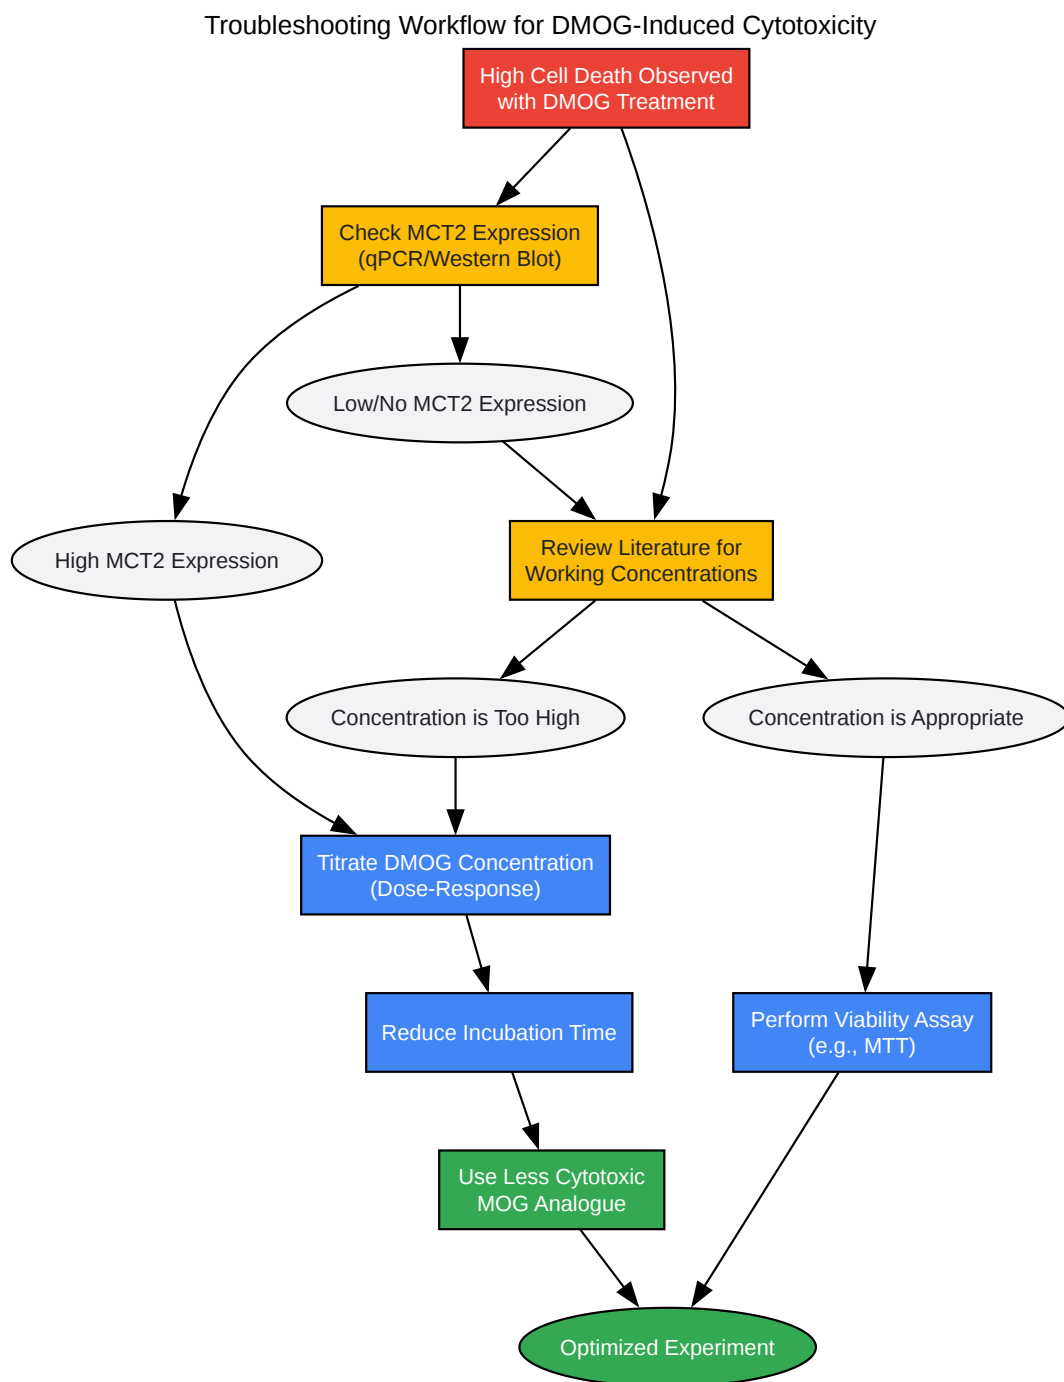 Troubleshooting Workflow for DMOG-Induced Cytotoxicity
High Cell Death Observed
with DMOG Treatment
Check MCT2 Expression
(qPCR/Western Blot)
Low/No MCT2 Expression
High MCT2 Expression
Review Literature for
Working Concentrations
Concentration is Too High
Concentration is Appropriate
Titrate DMOG Concentration
(Dose-Response)
Reduce Incubation Time
Perform Viability Assay
(e.g., MTT)
Use Less Cytotoxic
MOG Analogue
Optimized Experiment